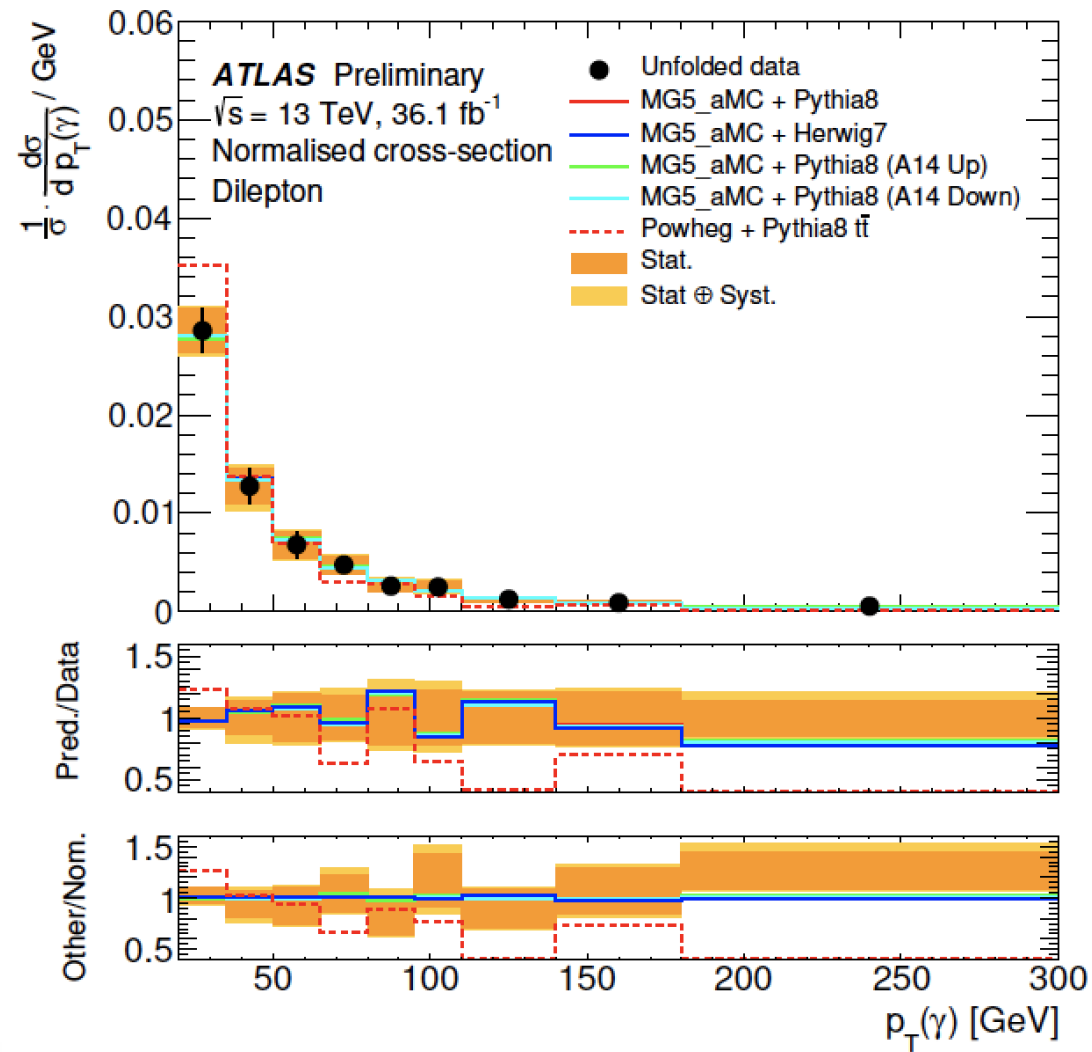 0.06
0.05
0.04
0.03
0.02
0.01
0
1/σ · dσ/d p_T(γ) / GeV
ATLAS Preliminary
√s = 13 TeV, 36.1 fb⁻¹
Normalised cross-section
Dilepton
Unfolded data
MG5_aMC + Pythia8
MG5_aMC + Herwig7
MG5_aMC + Pythia8 (A14 Up)
MG5_aMC + Pythia8 (A14 Down)
Powheg + Pythia8 tt̄
Stat.
Stat ⊕ Syst.
Pred./Data
1.5
1
0.5
Other/Nom.
1.5
1
0.5
50 100 150 200 250 300
p_T(γ) [GeV]